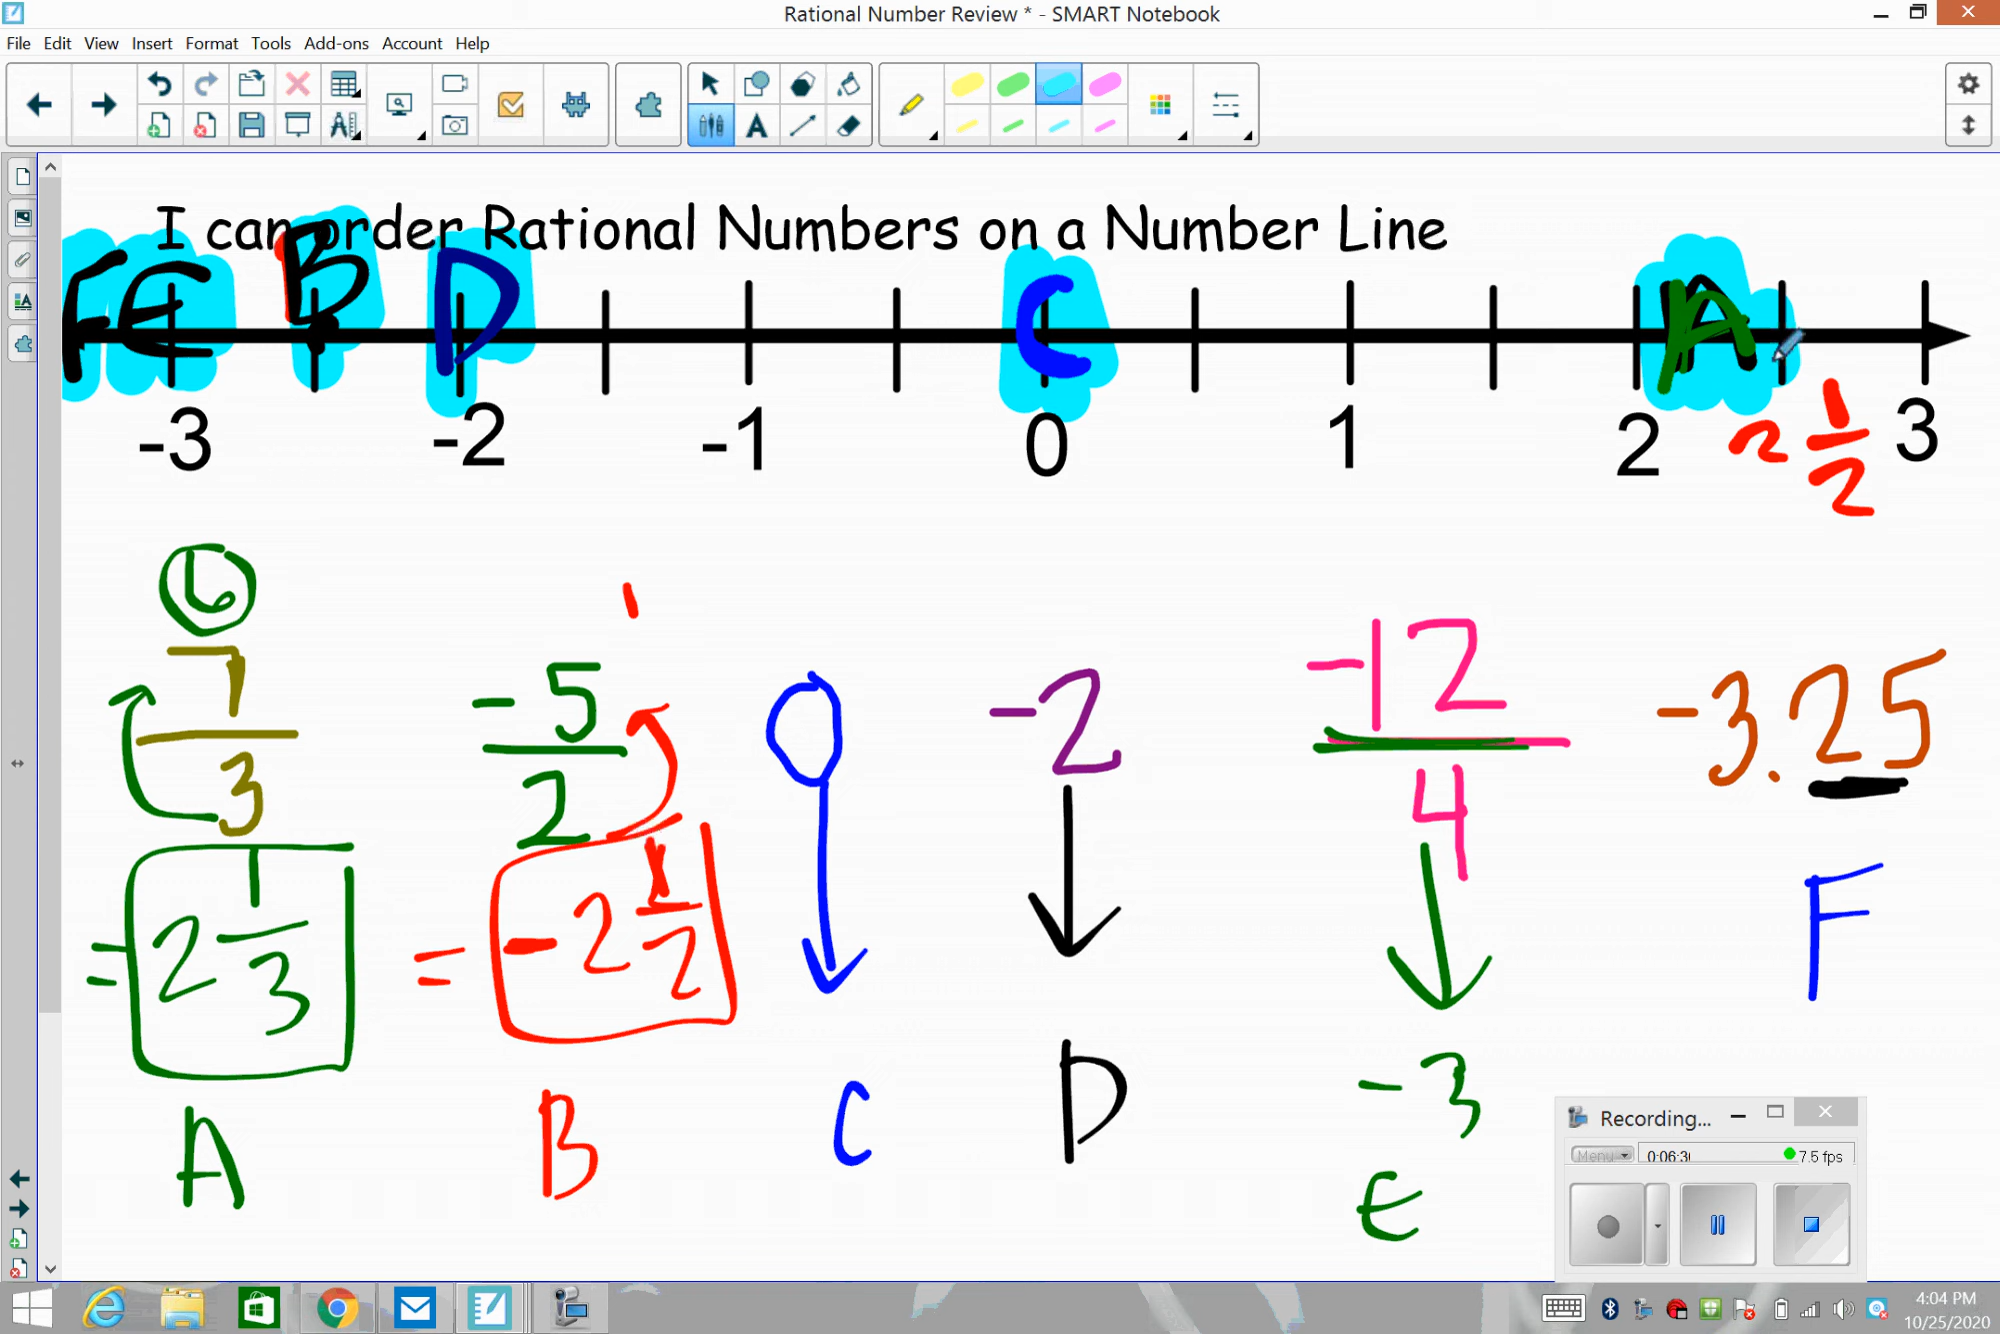 Rational Number Review * - SMART Notebook
File Edit View Insert Format Tools Add-ons Account Help
I can order Rational Numbers on a Number Line
F E B D C A
-3 -2 -1 0 1 2 2 1/2 3
6
7/3 -5/2 0 -2 -12/4 -3.25
1
= 2 1/3 = -2 1/2 F
-3
A B C D E
Recording...
Menu 0:06:3 7.5 fps
4:04 PM
10/25/2020